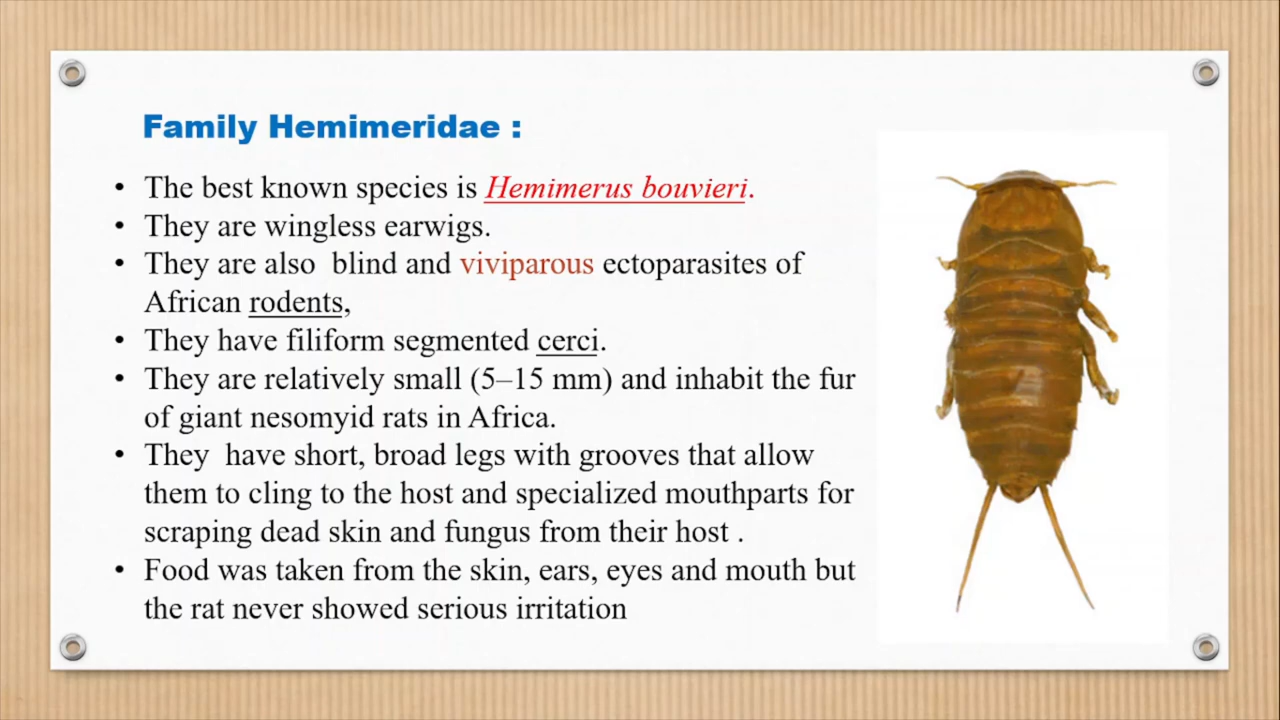 Family Hemimeridae :
• The best known species is Hemimerus bouvieri.
• They are wingless earwigs.
• They are also blind and viviparous ectoparasites of
African rodents,
• They have filiform segmented cerci.
• They are relatively small (5–15 mm) and inhabit the fur
of giant nesomyid rats in Africa.
• They have short, broad legs with grooves that allow
them to cling to the host and specialized mouthparts for
scraping dead skin and fungus from their host .
• Food was taken from the skin, ears, eyes and mouth but
the rat never showed serious irritation